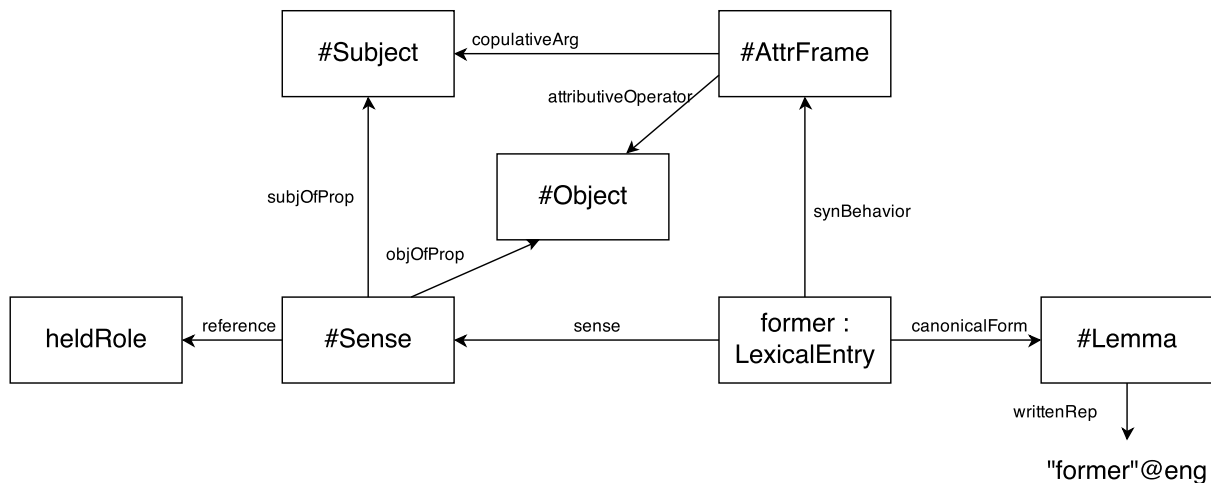 #Subject
copulativeArg
#AttrFrame
attributiveOperator
#Object
subjOfProp
synBehavior
objOfProp
heldRole
reference
#Sense
sense
former :
LexicalEntry
canonicalForm
#Lemma
writtenRep
"former"@eng